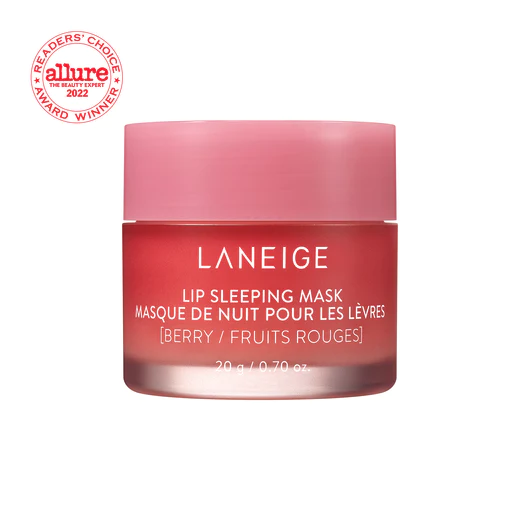 READERS' CHOICE
allure
THE BEAUTY EXPERT
2022
AWARD WINNER
LANEIGE
LIP SLEEPING MASK
MASQUE DE NUIT POUR LES LÈVRES
[BERRY / FRUITS ROUGES]
20 g / 0.70 oz.